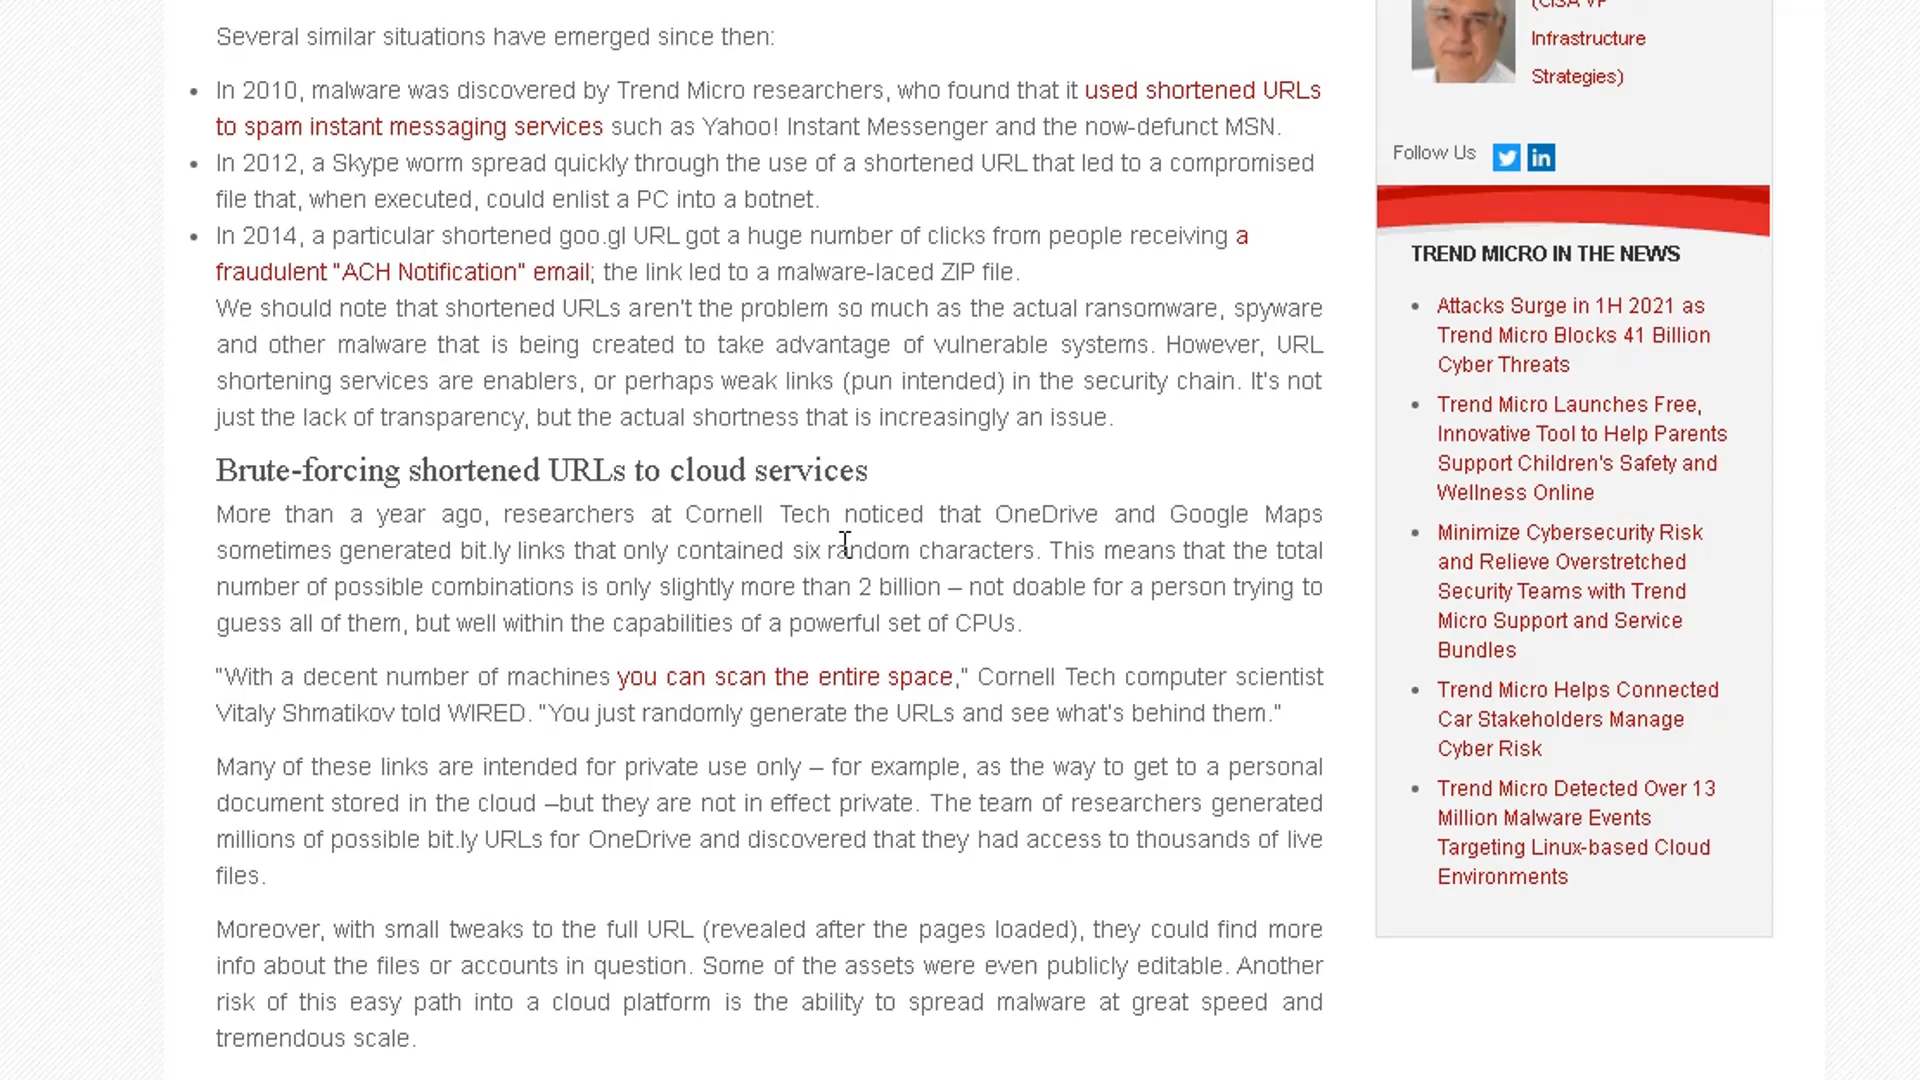 Several similar situations have emerged since then:
In 2010, malware was discovered by Trend Micro researchers, who found that it used shortened URLs
to spam instant messaging services such as Yahoo! Instant Messenger and the now-defunct MSN.
In 2012, a Skype worm spread quickly through the use of a shortened URL that led to a compromised
file that, when executed, could enlist a PC into a botnet.
In 2014, a particular shortened goo.gl URL got a huge number of clicks from people receiving a
fraudulent "ACH Notification" email; the link led to a malware-laced ZIP file.
We should note that shortened URLs aren't the problem so much as the actual ransomware, spyware
and other malware that is being created to take advantage of vulnerable systems. However, URL
shortening services are enablers, or perhaps weak links (pun intended) in the security chain. It's not
just the lack of transparency, but the actual shortness that is increasingly an issue.
Brute-forcing shortened URLs to cloud services
More than a year ago, researchers at Cornell Tech noticed that OneDrive and Google Maps
sometimes generated bit.ly links that only contained six random characters. This means that the total
number of possible combinations is only slightly more than 2 billion – not doable for a person trying to
guess all of them, but well within the capabilities of a powerful set of CPUs.
"With a decent number of machines you can scan the entire space," Cornell Tech computer scientist
Vitaly Shmatikov told WIRED. "You just randomly generate the URLs and see what's behind them."
Many of these links are intended for private use only – for example, as the way to get to a personal
document stored in the cloud –but they are not in effect private. The team of researchers generated
millions of possible bit.ly URLs for OneDrive and discovered that they had access to thousands of live
files.
Moreover, with small tweaks to the full URL (revealed after the pages loaded), they could find more
info about the files or accounts in question. Some of the assets were even publicly editable. Another
risk of this easy path into a cloud platform is the ability to spread malware at great speed and
tremendous scale.
(CISA VP
Infrastructure
Strategies)
Follow Us
in
TREND MICRO IN THE NEWS
Attacks Surge in 1H 2021 as
Trend Micro Blocks 41 Billion
Cyber Threats
Trend Micro Launches Free,
Innovative Tool to Help Parents
Support Children's Safety and
Wellness Online
Minimize Cybersecurity Risk
and Relieve Overstretched
Security Teams with Trend
Micro Support and Service
Bundles
Trend Micro Helps Connected
Car Stakeholders Manage
Cyber Risk
Trend Micro Detected Over 13
Million Malware Events
Targeting Linux-based Cloud
Environments